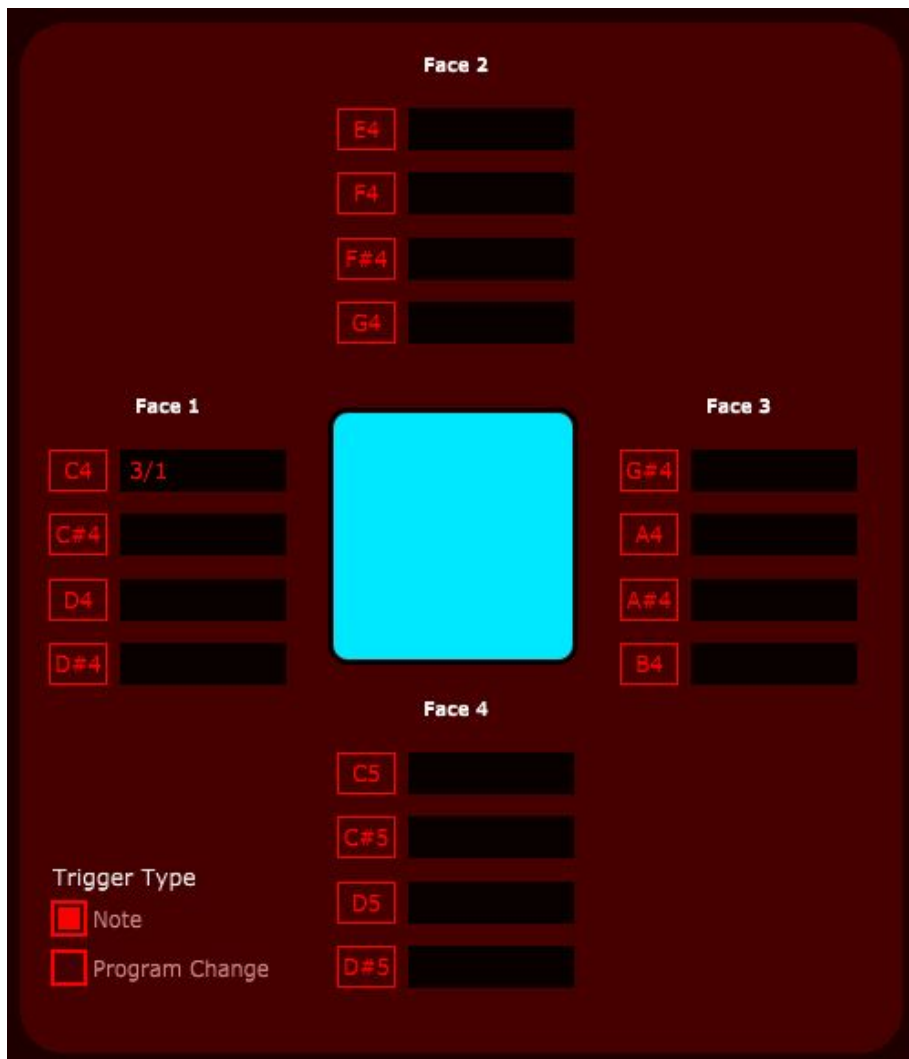 Face 2
E4
F4
F#4
G4
Face 1
C4 3/1
C#4
D4
D#4
Face 3
G#4
A4
A#4
B4
Face 4
C5
C#5
D5
D#5
Trigger Type
Note
Program Change